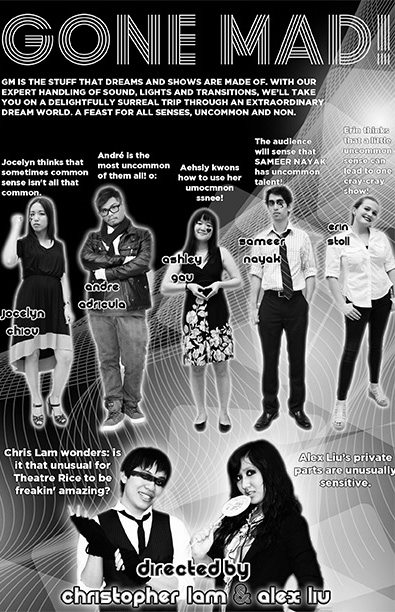 GONE MAD!
GM IS THE STUFF THAT DREAMS AND SHOWS ARE MADE OF. WITH OUR
EXPERT HANDLING OF SOUND, LIGHTS AND TRANSITIONS, WE'LL TAKE
YOU ON A DELIGHTFULLY SURREAL TRIP THROUGH AN EXTRAORDINARY
DREAM WORLD. A FEAST FOR ALL SENSES, UNCOMMON AND NON.
Jocelyn thinks that
sometimes common
sense isn't all that
common.
André is the
most uncommon
of them all! o:
Aehsly kwons
how to use her
umocmnon
ssnee!
The audience
will sense that
SAMEER NAYAK
has uncommon
talent!
Erin thinks
that a little
uncommon
sense can
lead to one
cray-cray
show!
jocelyn
chiou
andre
adricula
ashley
gau
sameer
nayak
erin
stoll
Chris Lam wonders: is
it that unusual for
Theatre Rice to be
freakin' amazing?
Alex Liu's private
parts are unusually
sensitive.
directed by
christopher lam & alex liu